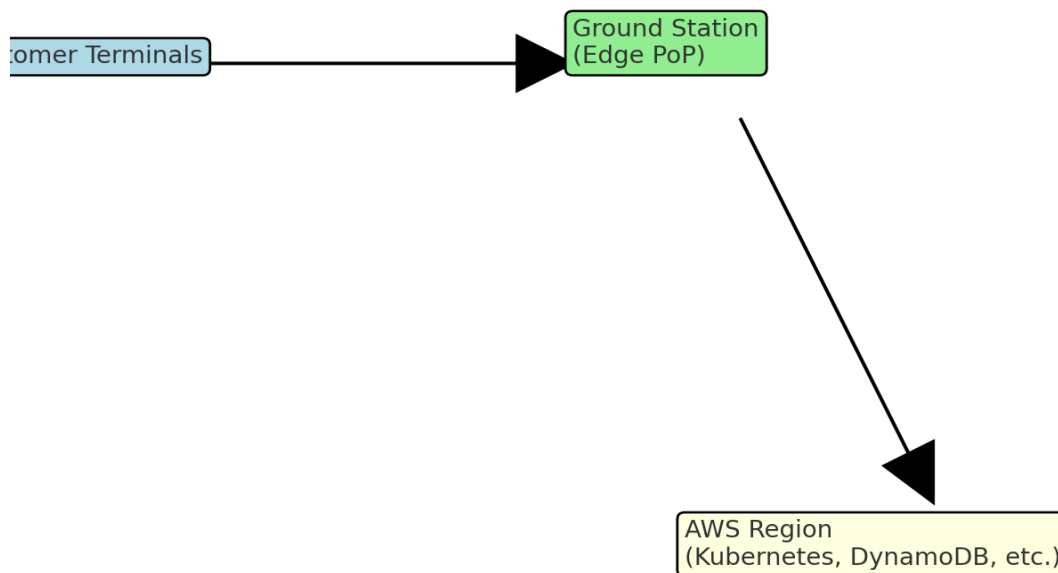 tomer Terminals
Ground Station
(Edge PoP)
AWS Region
(Kubernetes, DynamoDB, etc.)